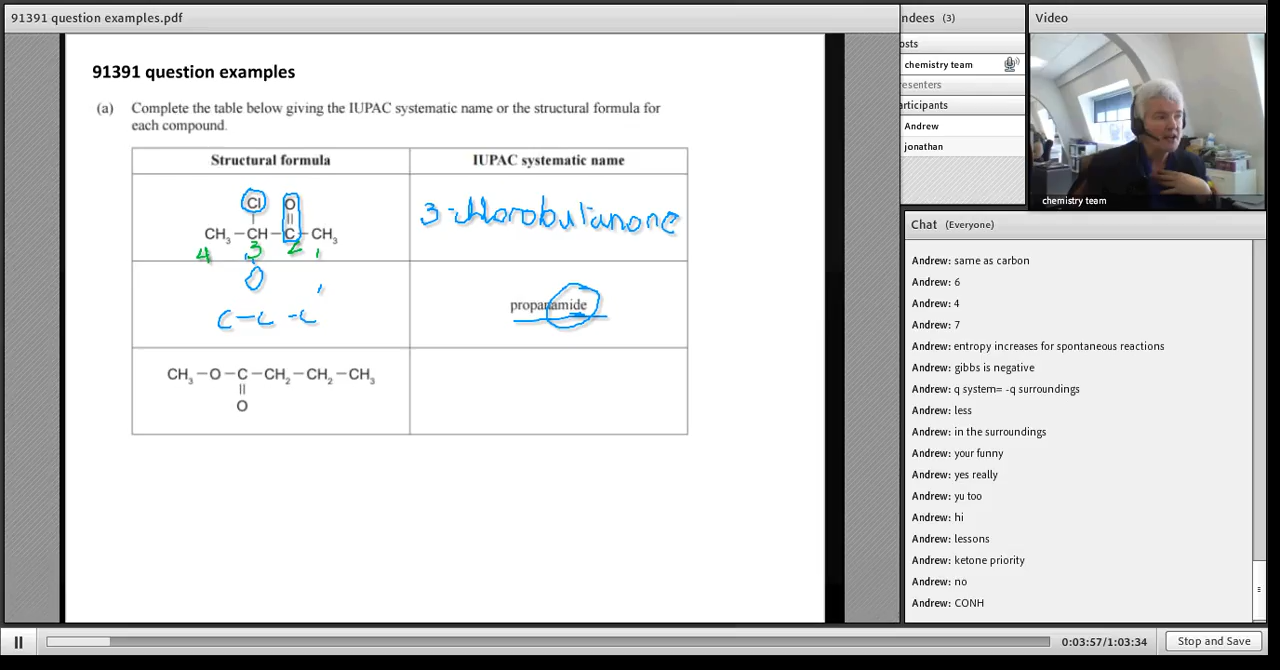 91391 question examples.pdf
91391 question examples
(a) Complete the table below giving the IUPAC systematic name or the structural formula for
each compound.
Structural formula
IUPAC systematic name
Cl O
||
CH₃ — CH — C — CH₃
4 3 2 1
3-chlorobutanone
O
C - C - C
propanamide
CH₃ — O — C — CH₂ — CH₂ — CH₃
||
O
ndees (3)
osts
chemistry team
resenters
articipants
Andrew
jonathan
Video
chemistry team
Chat (Everyone)
Andrew: same as carbon
Andrew: 6
Andrew: 4
Andrew: 7
Andrew: entropy increases for spontaneous reactions
Andrew: gibbs is negative
Andrew: q system= -q surroundings
Andrew: less
Andrew: in the surroundings
Andrew: your funny
Andrew: yes really
Andrew: yu too
Andrew: hi
Andrew: lessons
Andrew: ketone priority
Andrew: no
Andrew: CONH
0:03:57/1:03:34
Stop and Save